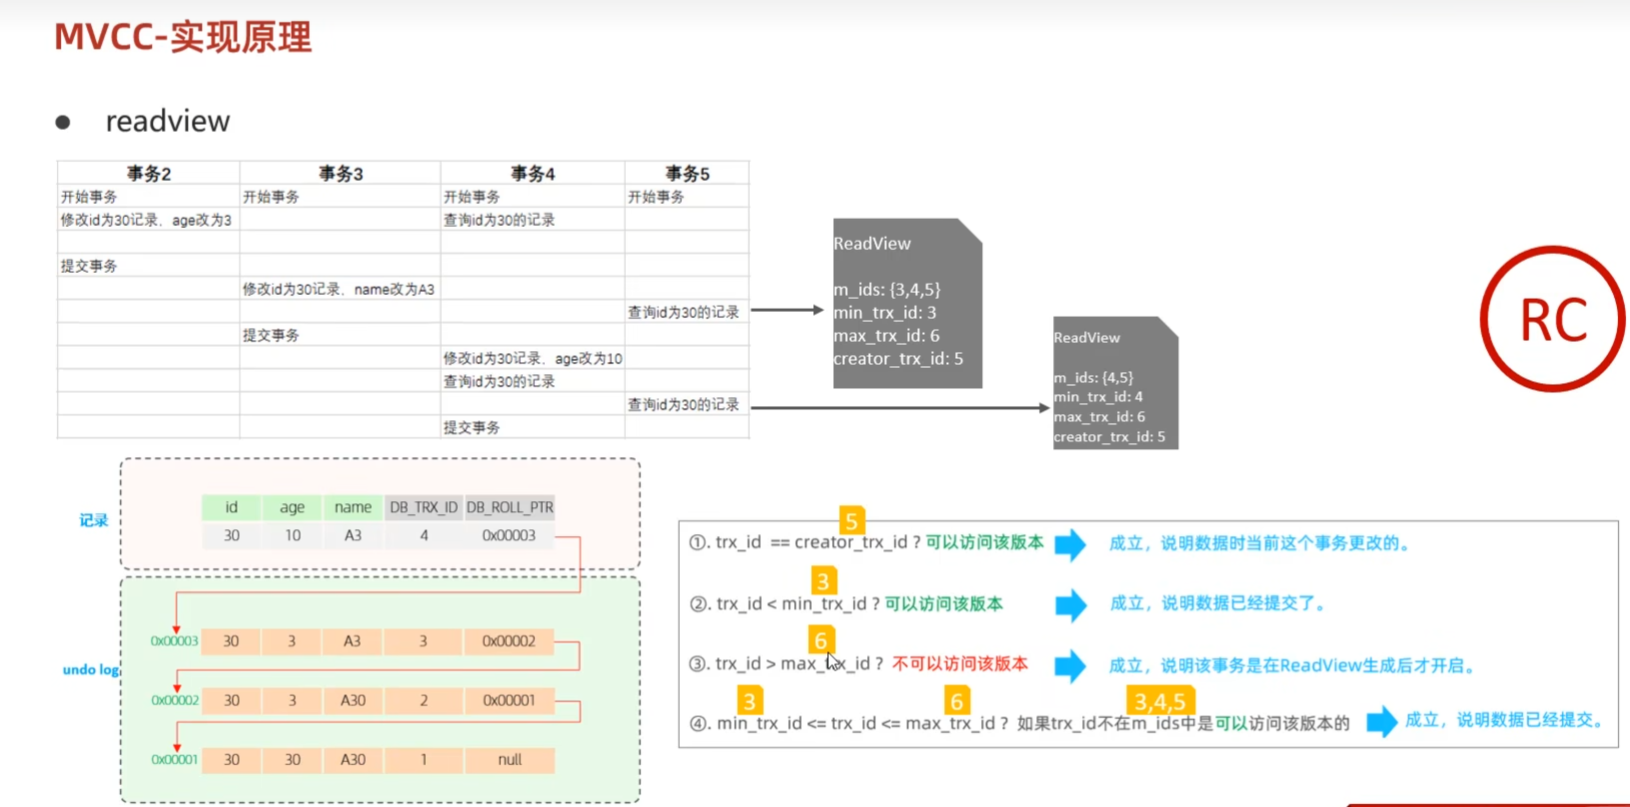 MVCC-实现原理
● readview
事务2 事务3 事务4 事务5
开始事务 开始事务 开始事务 开始事务
修改id为30记录、age改为3 查询id为30的记录
提交事务
修改id为30记录、name改为A3
查询id为30的记录
提交事务
修改id为30记录、age改为10
查询id为30的记录
查询id为30的记录
提交事务
ReadView
m_ids: {3,4,5}
min_trx_id: 3
max_trx_id: 6
creator_trx_id: 5
ReadView
m_ids: {4,5}
min_trx_id: 4
max_trx_id: 6
creator_trx_id: 5
RC
记录
id age name DB_TRX_ID DB_ROLL_PTR
30 10 A3 4 0x00003
undo log
0x00003 30 3 A3 3 0x00002
0x00002 30 3 A30 2 0x00001
0x00001 30 30 A30 1 null
5
①. trx_id == creator_trx_id ? 可以访问该版本 成立，说明数据时当前这个事务更改的。
3
②. trx_id < min_trx_id ? 可以访问该版本 成立，说明数据已经提交了。
6
③. trx_id > max_trx_id ? 不可以访问该版本 成立，说明该事务是在ReadView生成后才开启。
3 6 3,4,5
④. min_trx_id <= trx_id <= max_trx_id ? 如果trx_id不在m_ids中是可以访问该版本的 成立，说明数据已经提交。